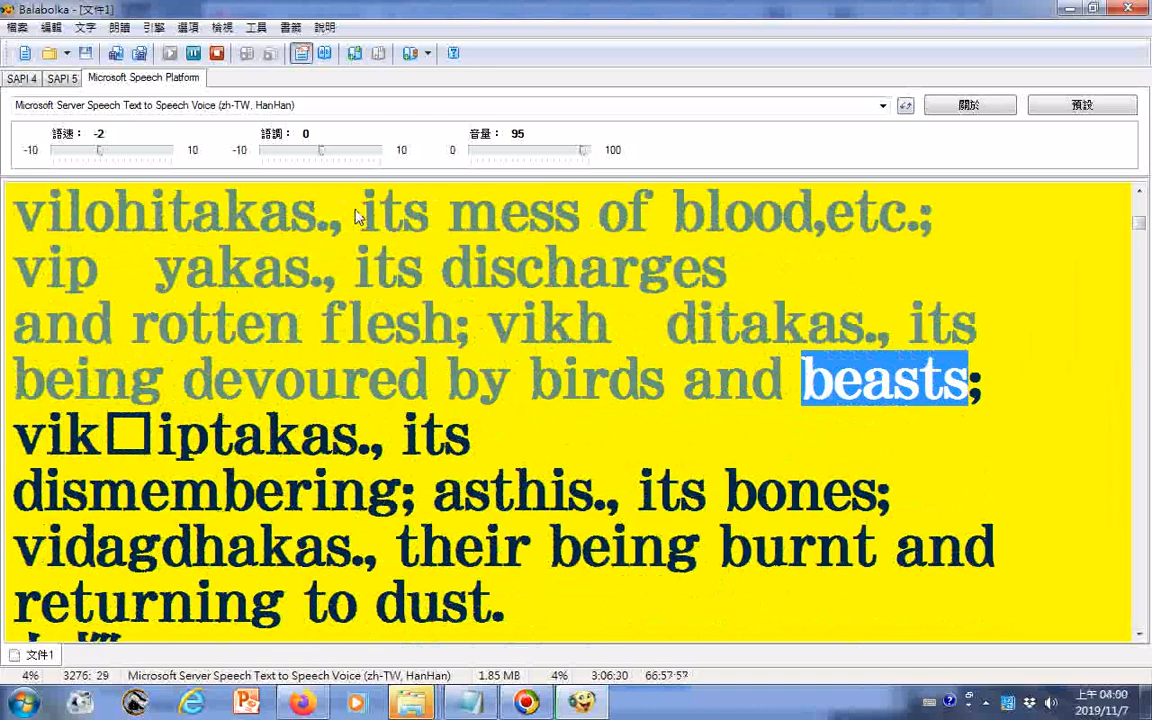 Balabolka - [文件1]
檔案 編輯 文字 朗讀 引擎 選項 檢視 工具 書籤 說明
SAPI 4 SAPI 5 Microsoft Speech Platform
Microsoft Server Speech Text to Speech Voice (zh-TW, HanHan) 關於 預設
語速： -2 語調： 0 音量： 95
-10 10 -10 10 0 100
vilohitakas., its mess of blood,etc.;
vip yakas., its discharges
and rotten flesh; vikh ditakas., its
being devoured by birds and beasts;
vik□iptakas., its
dismembering; asthis., its bones;
vidagdhakas., their being burnt and
returning to dust.
文件1
4% 3276: 29 Microsoft Server Speech Text to Speech Voice (zh-TW, HanHan) 1.85 MB 4% 3:06:30 66:57:57
上午 04:00
2019/11/7